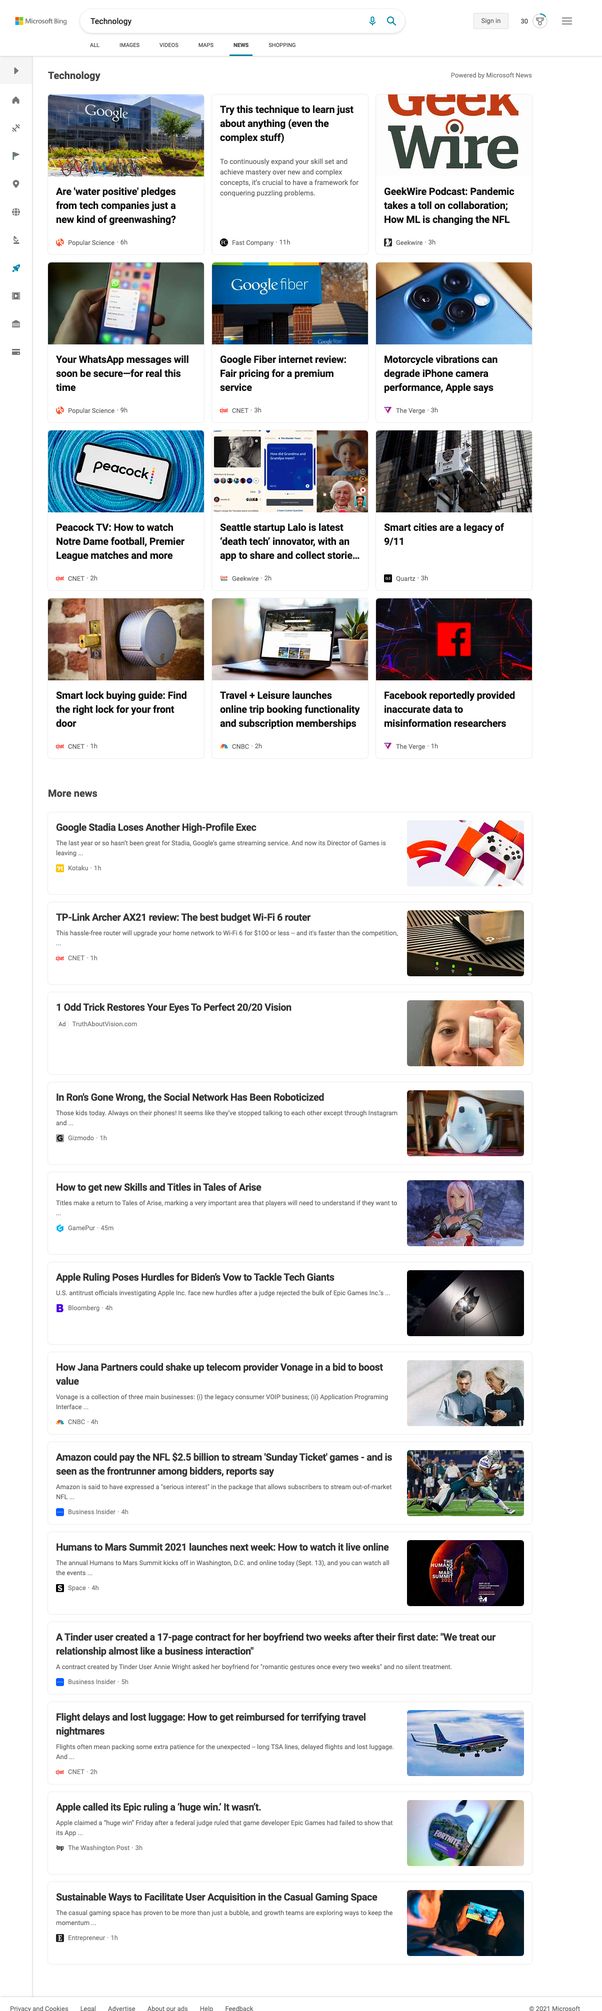 Microsoft Bing
Technology
Sign in
30
ALL
IMAGES
VIDEOS
MAPS
NEWS
SHOPPING
Technology
Powered by Microsoft News
Google
Are 'water positive' pledges
from tech companies just a
new kind of greenwashing?
Popular Science · 6h
Try this technique to learn just
about anything (even the
complex stuff)
To continuously expand your skill set and
achieve mastery over new and complex
concepts, it's crucial to have a framework for
conquering puzzling problems.
Fast Company · 11h
GeekWire
GeekWire Podcast: Pandemic
takes a toll on collaboration;
How ML is changing the NFL
Geekwire · 3h
Your WhatsApp messages will
soon be secure—for real this
time
Popular Science · 9h
Google fiber
Google Fiber internet review:
Fair pricing for a premium
service
CNET · 3h
Motorcycle vibrations can
degrade iPhone camera
performance, Apple says
The Verge · 3h
peacock
Peacock TV: How to watch
Notre Dame football, Premier
League matches and more
CNET · 2h
Seattle startup Lalo is latest
'death tech' innovator, with an
app to share and collect storie...
Geekwire · 2h
Smart cities are a legacy of
9/11
Quartz · 3h
Smart lock buying guide: Find
the right lock for your front
door
CNET · 1h
Travel + Leisure launches
online trip booking functionality
and subscription memberships
CNBC · 2h
Facebook reportedly provided
inaccurate data to
misinformation researchers
The Verge · 1h
More news
Google Stadia Loses Another High-Profile Exec
The last year or so hasn't been great for Stadia, Google's game streaming service. And now its Director of Games is
leaving ...
Kotaku · 1h
TP-Link Archer AX21 review: The best budget Wi-Fi 6 router
This hassle-free router will upgrade your home network to Wi-Fi 6 for $100 or less – and it's faster than the competition,
...
CNET · 1h
1 Odd Trick Restores Your Eyes To Perfect 20/20 Vision
Ad TruthAboutVision.com
In Ron's Gone Wrong, the Social Network Has Been Roboticized
Those kids today. Always on their phones! It seems like they've stopped talking to each other except through Instagram
and ...
Gizmodo · 1h
How to get new Skills and Titles in Tales of Arise
Titles make a return to Tales of Arise, marking a very important area that players will need to understand if they want to
...
GamePur · 45m
Apple Ruling Poses Hurdles for Biden's Vow to Tackle Tech Giants
U.S. antitrust officials investigating Apple Inc. face new hurdles after a judge rejected the bulk of Epic Games Inc.'s ...
Bloomberg · 4h
How Jana Partners could shake up telecom provider Vonage in a bid to boost
value
Vonage is a collection of three main businesses: (i) the legacy consumer VOIP business; (ii) Application Programing
Interface ...
CNBC · 4h
Amazon could pay the NFL $2.5 billion to stream 'Sunday Ticket' games - and is
seen as the frontrunner among bidders, reports say
Amazon is said to have expressed a "serious interest" in the package that allows subscribers to stream out-of-market
NFL ...
Business Insider · 4h
Humans to Mars Summit 2021 launches next week: How to watch it live online
The annual Humans to Mars Summit kicks off in Washington, D.C. and online today (Sept. 13), and you can watch all
the events ...
Space · 4h
THE
HUMANS
TO MARS
SUMMIT
2021
A Tinder user created a 17-page contract for her boyfriend two weeks after their first date: "We treat our
relationship almost like a business interaction"
A contract created by Tinder User Annie Wright asked her boyfriend for "romantic gestures once every two weeks" and no silent treatment.
Business Insider · 5h
Flight delays and lost luggage: How to get reimbursed for terrifying travel
nightmares
Flights often mean packing some extra patience for the unexpected – long TSA lines, delayed flights and lost luggage.
And ...
CNET · 2h
Apple called its Epic ruling a 'huge win.' It wasn't.
Apple claimed a "huge win" Friday after a federal judge ruled that game developer Epic Games had failed to show that
its App ...
The Washington Post · 3h
FORTNITE
Sustainable Ways to Facilitate User Acquisition in the Casual Gaming Space
The casual gaming space has proven to be more than just a bubble, and growth teams are exploring ways to keep the
momentum ...
Entrepreneur · 1h
Privacy and Cookies
Legal
Advertise
About our ads
Help
Feedback
© 2021 Microsoft